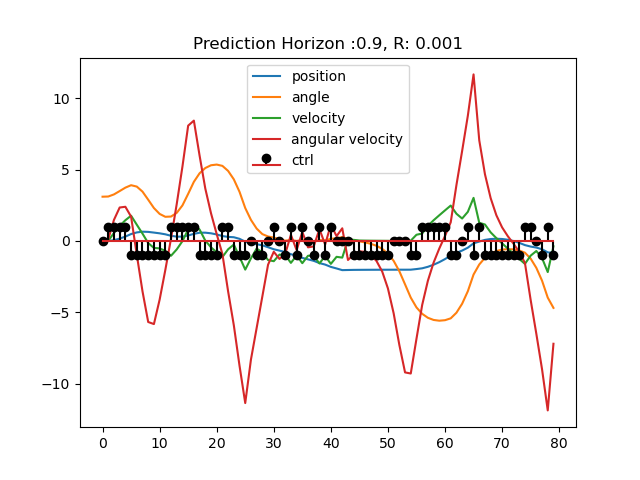 Prediction Horizon :0.9, R: 0.001
position
angle
velocity
angular velocity
ctrl
10
5
0
−5
−10
0
10
20
30
40
50
60
70
80